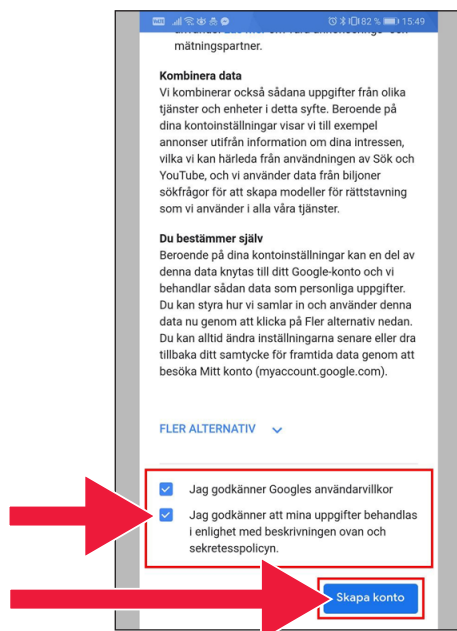 82 % 15:49
mätningspartner.
Kombinera data
Vi kombinerar också sådana uppgifter från olika
tjänster och enheter i detta syfte. Beroende på
dina kontoinställningar visar vi till exempel
annonser utifrån information om dina intressen,
vilka vi kan härleda från användningen av Sök och
YouTube, och vi använder data från biljoner
sökfrågor för att skapa modeller för rättstavning
som vi använder i alla våra tjänster.
Du bestämmer själv
Beroende på dina kontoinställningar kan en del av
denna data knytas till ditt Google-konto och vi
behandlar sådan data som personliga uppgifter.
Du kan styra hur vi samlar in och använder denna
data nu genom att klicka på Fler alternativ nedan.
Du kan alltid ändra inställningarna senare eller dra
tillbaka ditt samtycke för framtida data genom att
besöka Mitt konto (myaccount.google.com).
FLER ALTERNATIV
Jag godkänner Googles användarvillkor
Jag godkänner att mina uppgifter behandlas
i enlighet med beskrivningen ovan och
sekretesspolicyn.
Skapa konto